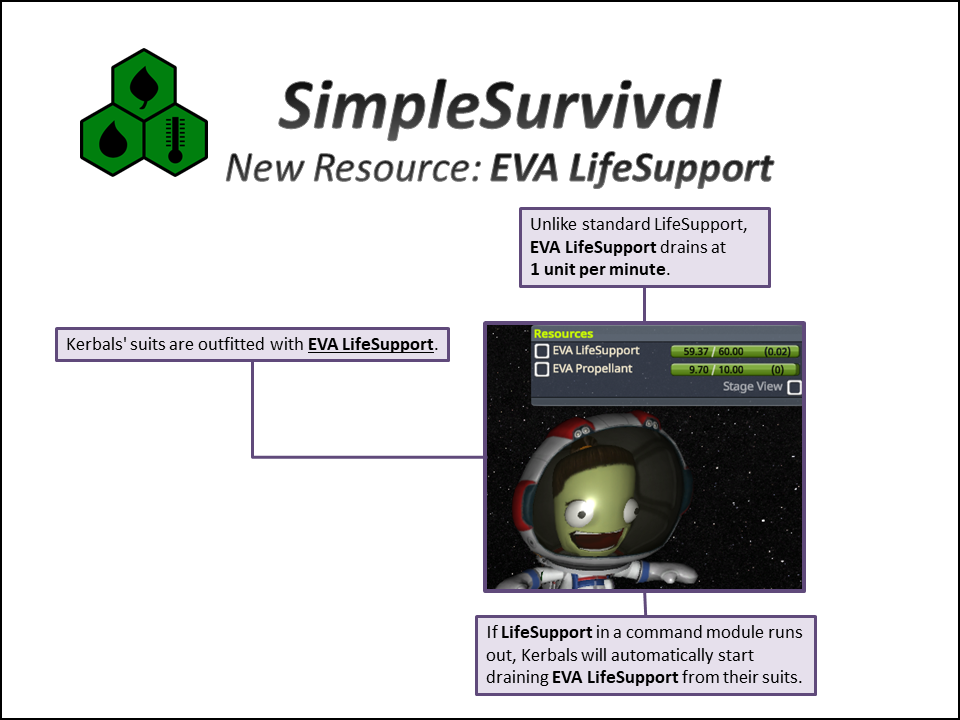 SimpleSurvival
New Resource: EVA LifeSupport
Unlike standard LifeSupport,
EVA LifeSupport drains at
1 unit per minute.
Kerbals' suits are outfitted with EVA LifeSupport.
Resources
EVA LifeSupport 59.37 / 60.00 (0.02)
EVA Propellant 9.70 / 10.00 (0)
Stage View
If LifeSupport in a command module runs
out, Kerbals will automatically start
draining EVA LifeSupport from their suits.